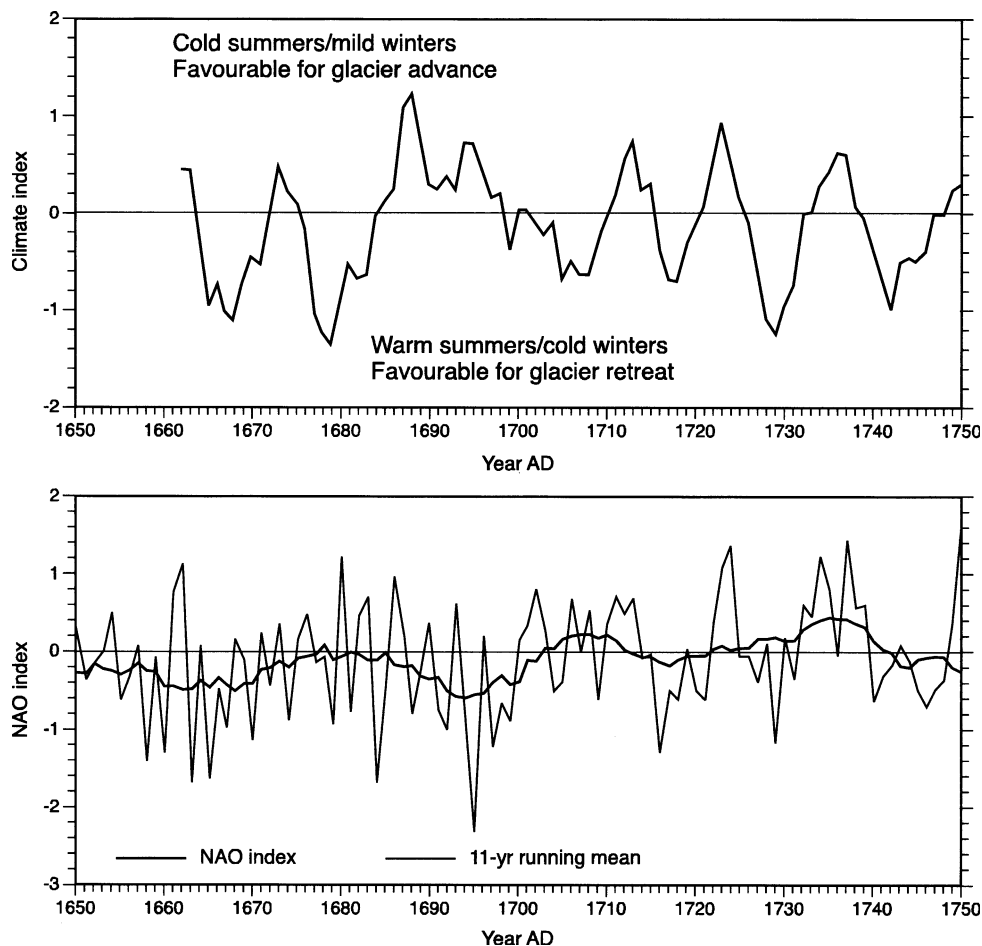 2
Cold summers/mild winters
Favourable for glacier advance
1
0
-1
Warm summers/cold winters
Favourable for glacier retreat
-2
Climate index
1650 1660 1670 1680 1690 1700 1710 1720 1730 1740 1750
Year AD
2
1
0
-1
-2
-3
NAO index
NAO index 11-yr running mean
1650 1660 1670 1680 1690 1700 1710 1720 1730 1740 1750
Year AD